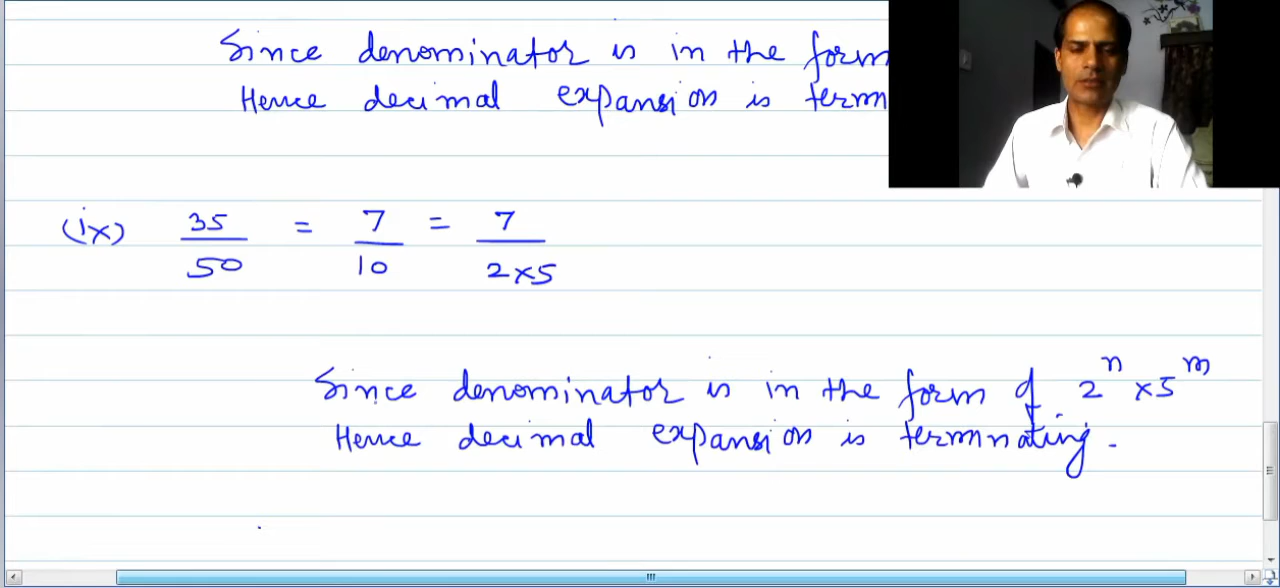 Since denominator is in the form
Hence decimal expansion is term
(ix) 35/50 = 7/10 = 7/2×5
Since denominator is in the form of 2^n × 5^m
Hence decimal expansion is termnating.